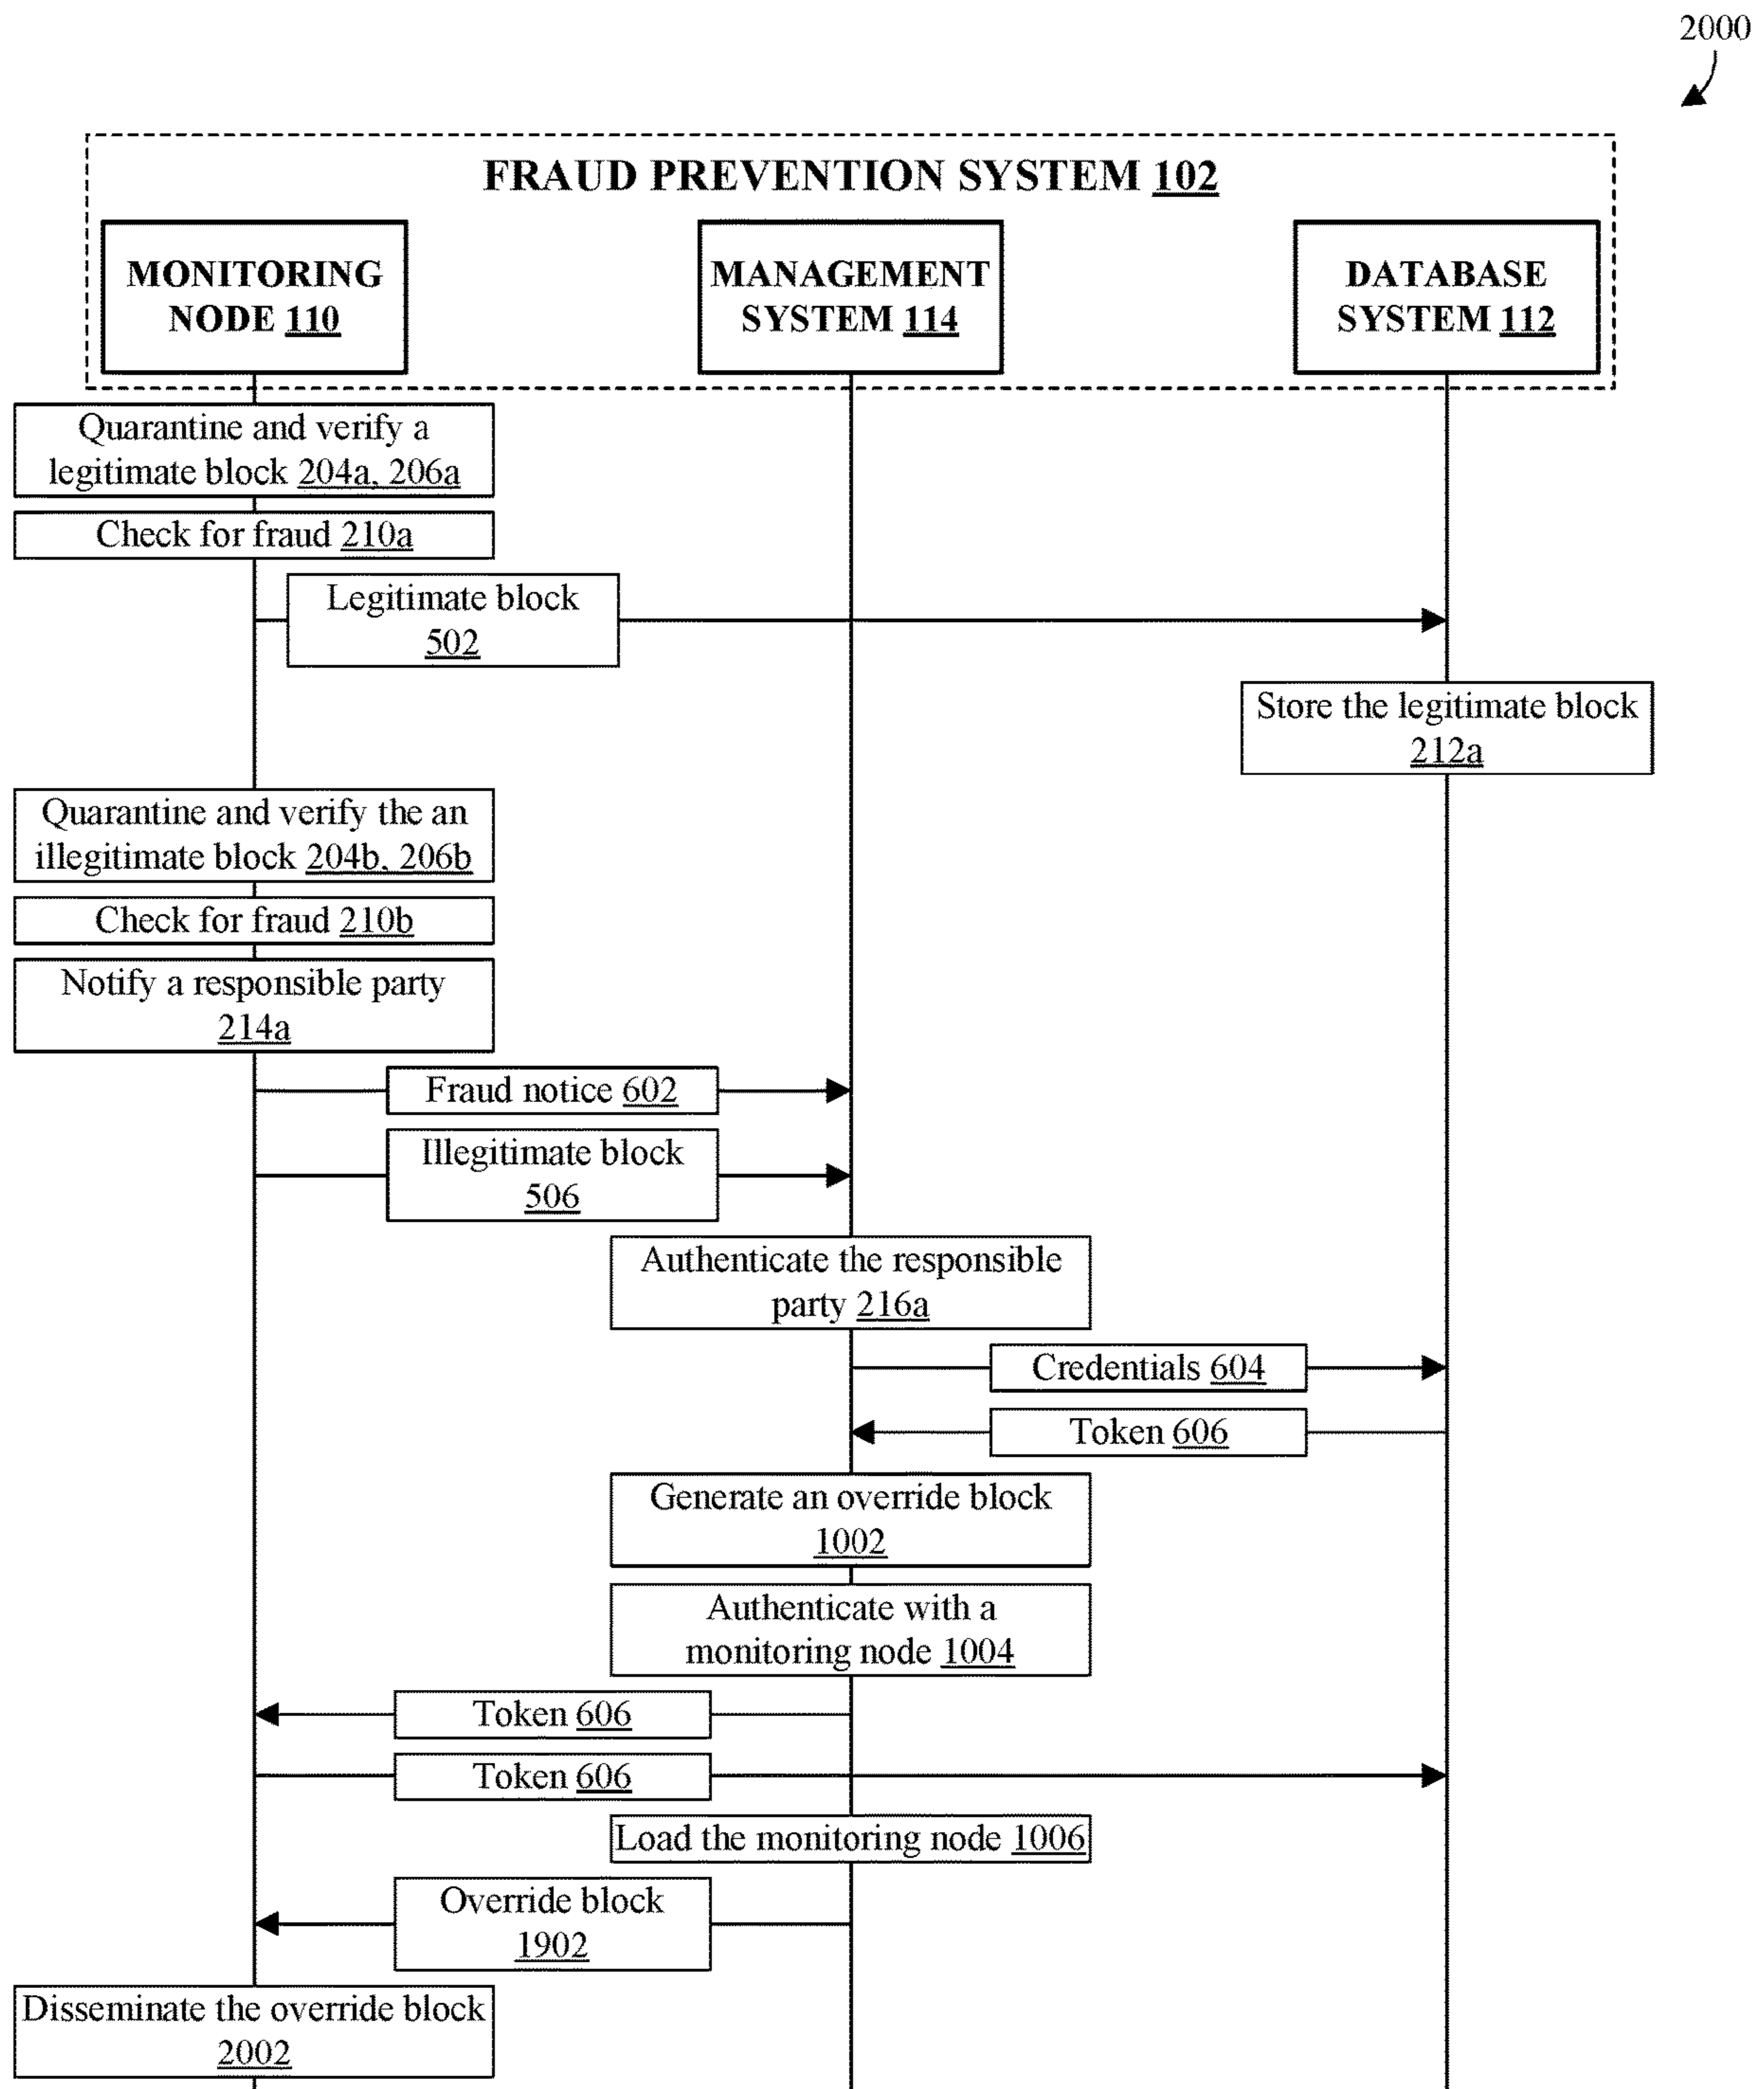 2000
FRAUD PREVENTION SYSTEM 102
MONITORING
NODE 110
MANAGEMENT
SYSTEM 114
DATABASE
SYSTEM 112
Quarantine and verify a
legitimate block 204a, 206a
Check for fraud 210a
Legitimate block
502
Store the legitimate block
212a
Quarantine and verify the an
illegitimate block 204b, 206b
Check for fraud 210b
Notify a responsible party
214a
Fraud notice 602
Illegitimate block
506
Authenticate the responsible
party 216a
Credentials 604
Token 606
Generate an override block
1002
Authenticate with a
monitoring node 1004
Token 606
Token 606
Load the monitoring node 1006
Override block
1902
Disseminate the override block
2002